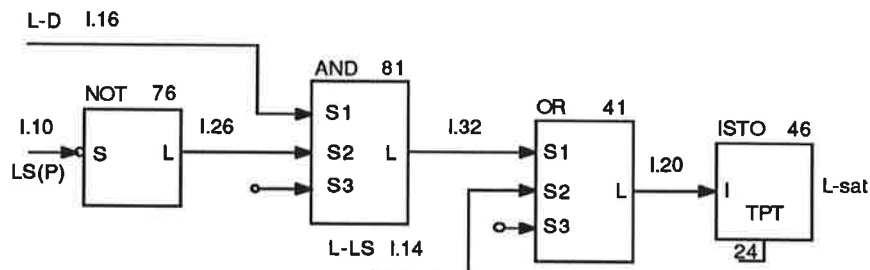 L-D I.16
AND 81
NOT 76
S1
OR 41
I.10
I.26
I.32
ISTO 46
S L
S2 L
S1
I.20
LS(P)
S3
S2 L
I
L-sat
TPT
S3
L-LS I.14
24